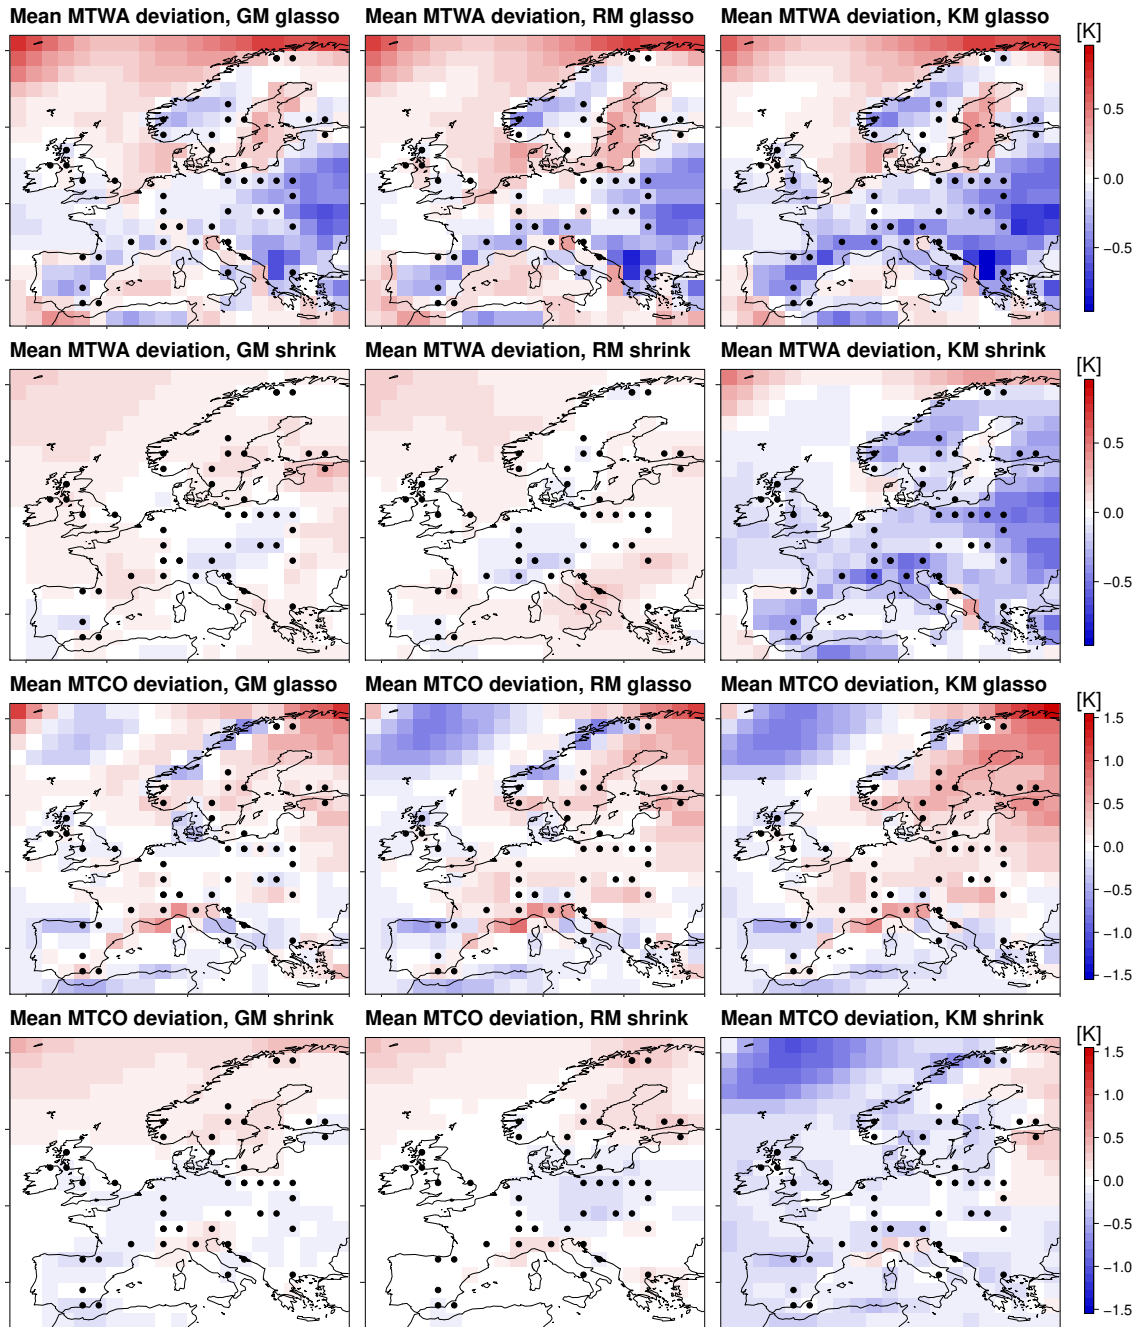 Mean MTWA deviation, GM glasso
Mean MTWA deviation, RM glasso
Mean MTWA deviation, KM glasso
[K]
0.5
0.0
−0.5
Mean MTWA deviation, GM shrink
Mean MTWA deviation, RM shrink
Mean MTWA deviation, KM shrink
[K]
0.5
0.0
−0.5
Mean MTCO deviation, GM glasso
Mean MTCO deviation, RM glasso
Mean MTCO deviation, KM glasso
[K]
1.5
1.0
0.5
0.0
−0.5
−1.0
−1.5
Mean MTCO deviation, GM shrink
Mean MTCO deviation, RM shrink
Mean MTCO deviation, KM shrink
[K]
1.5
1.0
0.5
0.0
−0.5
−1.0
−1.5